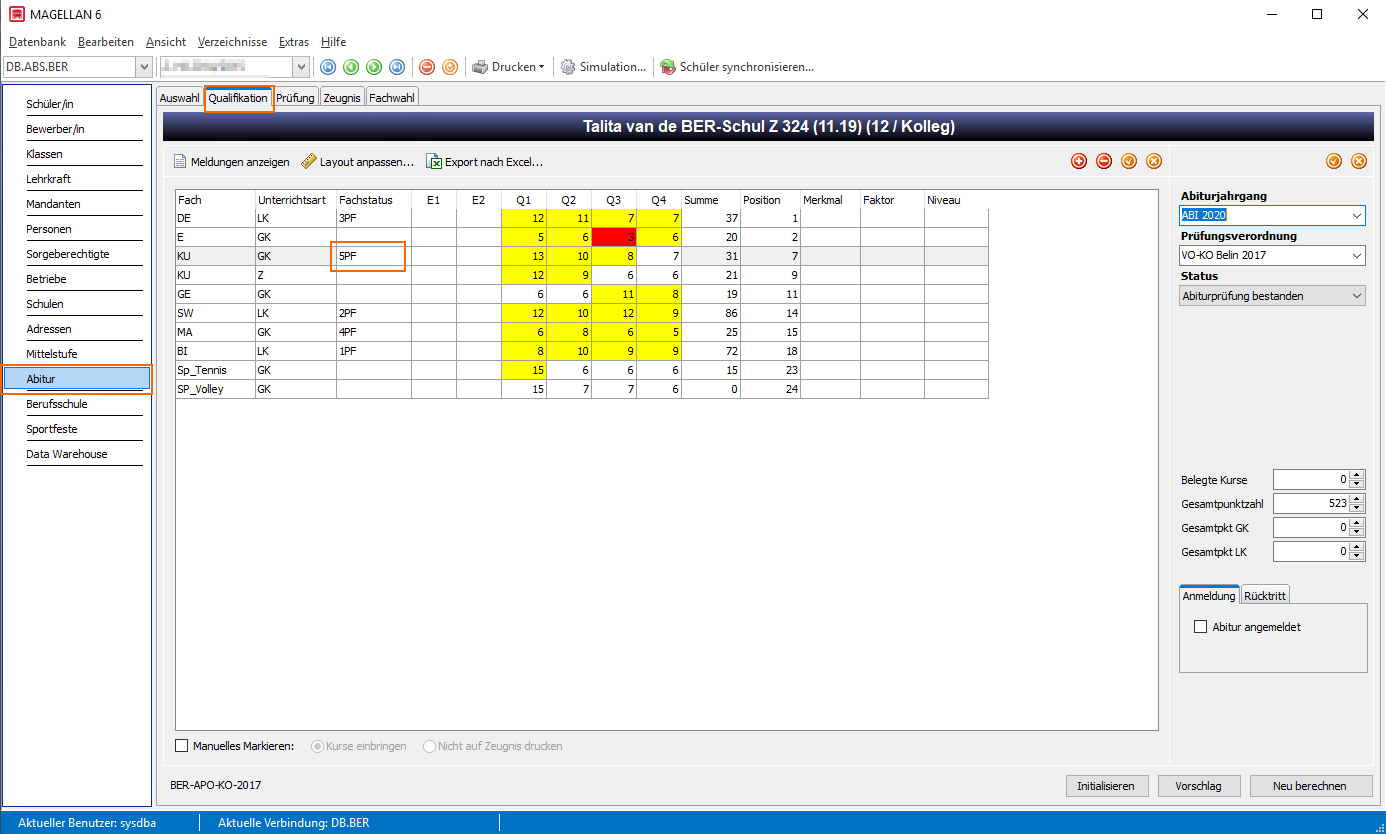 MAGELLAN 6
Datenbank Bearbeiten Ansicht Verzeichnisse Extras Hilfe
DB.ABS.BER Drucken Simulation... Schüler synchronisieren...
Schüler/in
Bewerber/in
Klassen
Lehrkraft
Mandanten
Personen
Sorgeberechtigte
Betriebe
Schulen
Adressen
Mittelstufe
Abitur
Berufsschule
Sportfeste
Data Warehouse
Auswahl Qualifikation Prüfung Zeugnis Fachwahl
Talita van de BER-Schul Z 324 (11.19) (12 / Kolleg)
Meldungen anzeigen Layout anpassen... Export nach Excel...
Fach Unterrichtsart Fachstatus E1 E2 Q1 Q2 Q3 Q4 Summe Position Merkmal Faktor Niveau
DE LK 3PF 12 11 7 7 37 1
E GK 5 6 3 6 20 2
KU GK 5PF 13 10 8 7 31 7
KU Z 12 9 6 6 21 9
GE GK 6 6 11 8 19 11
SW LK 2PF 12 10 12 9 86 14
MA GK 4PF 6 8 6 5 25 15
BI LK 1PF 8 10 9 9 72 18
Sp_Tennis GK 15 6 6 6 15 23
SP_Volley GK 15 7 7 6 0 24
Manuelles Markieren: Kurse einbringen Nicht auf Zeugnis drucken
BER-APO-KO-2017
Abiturjahrgang
ABI 2020
Prüfungsverordnung
VO-KO Belin 2017
Status
Abiturprüfung bestanden
Belegte Kurse 0
Gesamtpunktzahl 523
Gesamtpkt GK 0
Gesamtpkt LK 0
Anmeldung Rücktritt
Abitur angemeldet
Initialisieren Vorschlag Neu berechnen
Aktueller Benutzer: sysdba Aktuelle Verbindung: DB.BER